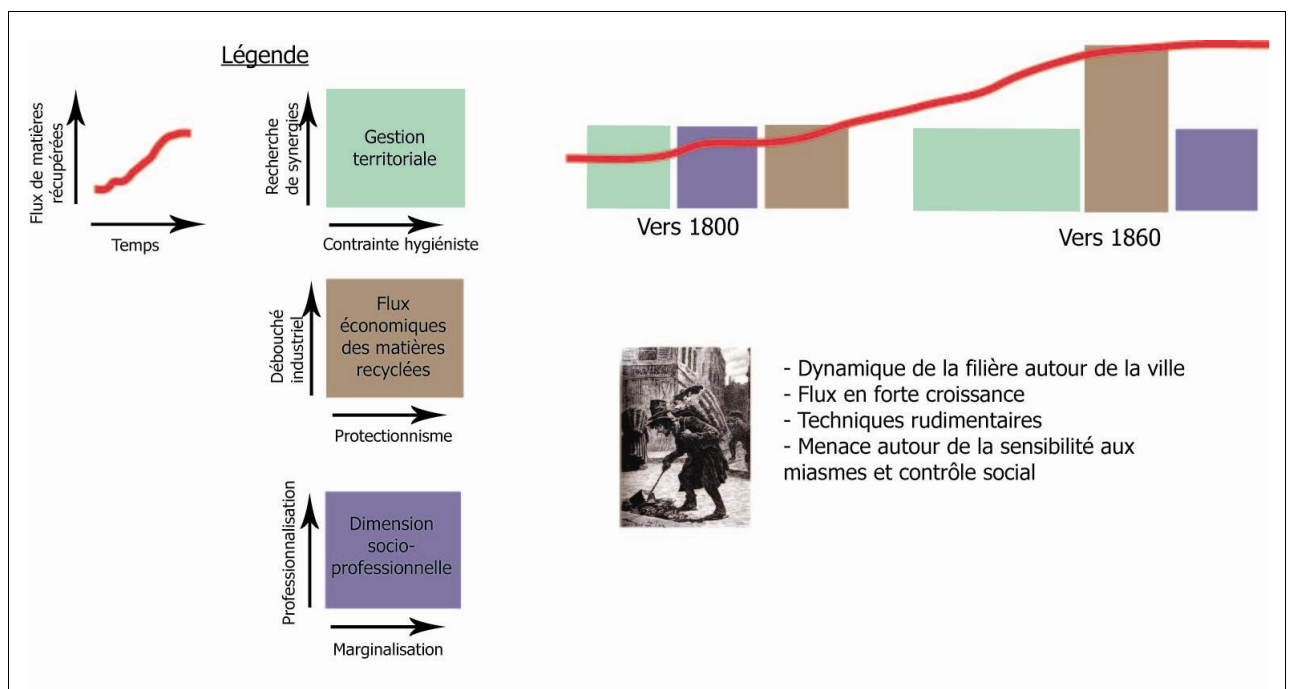 Légende
Flux de matières
récupérées
Temps
Recherche
de synergies
Gestion
territoriale
Contrainte hygiéniste
Débouché
industriel
Flux
économiques
des matières
recyclées
Protectionnisme
Professionnalisation
Dimension
socio-
professionnelle
Marginalisation
Vers 1800
Vers 1860
- Dynamique de la filière autour de la ville
- Flux en forte croissance
- Techniques rudimentaires
- Menace autour de la sensibilité aux
miasmes et contrôle social